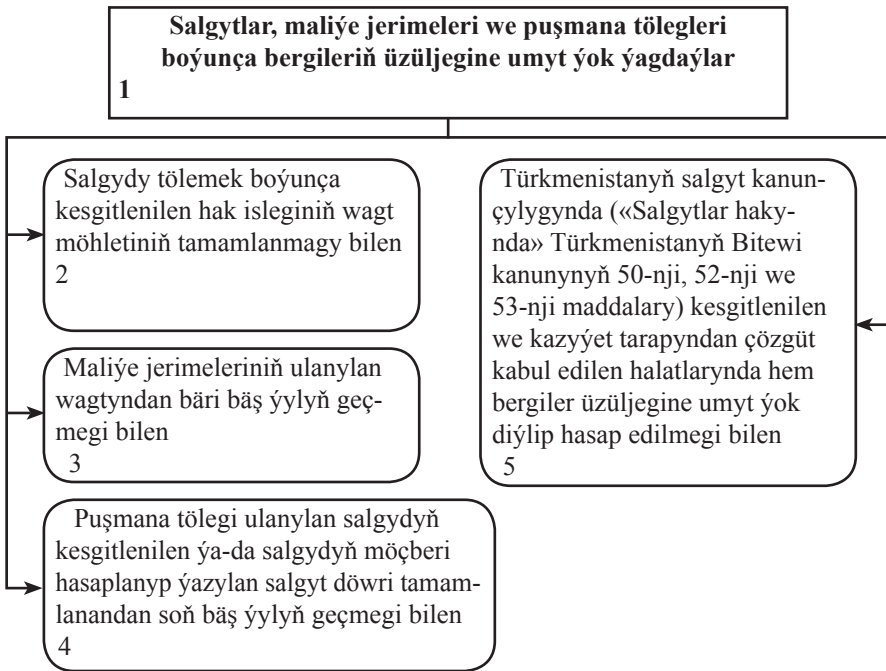 Salgytlar, maliýe jerimeleri we puşmana tölegleri
boýunça bergileriň üzüljegine umyt ýok ýagdaýlar
1
Salgydy tölemek boýunça
kesgitlenilen hak isleginiň wagt
möhletiniň tamamlanmagy bilen
2
Maliýe jerimeleriniň ulanylan
wagtyndan bäri bäş ýylyň geç-
megi bilen
3
Puşmana tölegi ulanylan salgydyň
kesgitlenilen ýa-da salgydyň möçberi
hasaplanyp ýazylan salgyt döwri tamam-
lanandan soň bäş ýylyň geçmegi bilen
4
Türkmenistanyň salgyt kanun-
çylygynda («Salgytlar haky-
nda» Türkmenistanyň Bitewi
kanunynyň 50-nji, 52-nji we
53-nji maddalary) kesgitlenilen
we kazyýet tarapyndan çözgüt
kabul edilen halatlarynda hem
bergiler üzüljegine umyt ýok
diýlip hasap edilmegi bilen
5